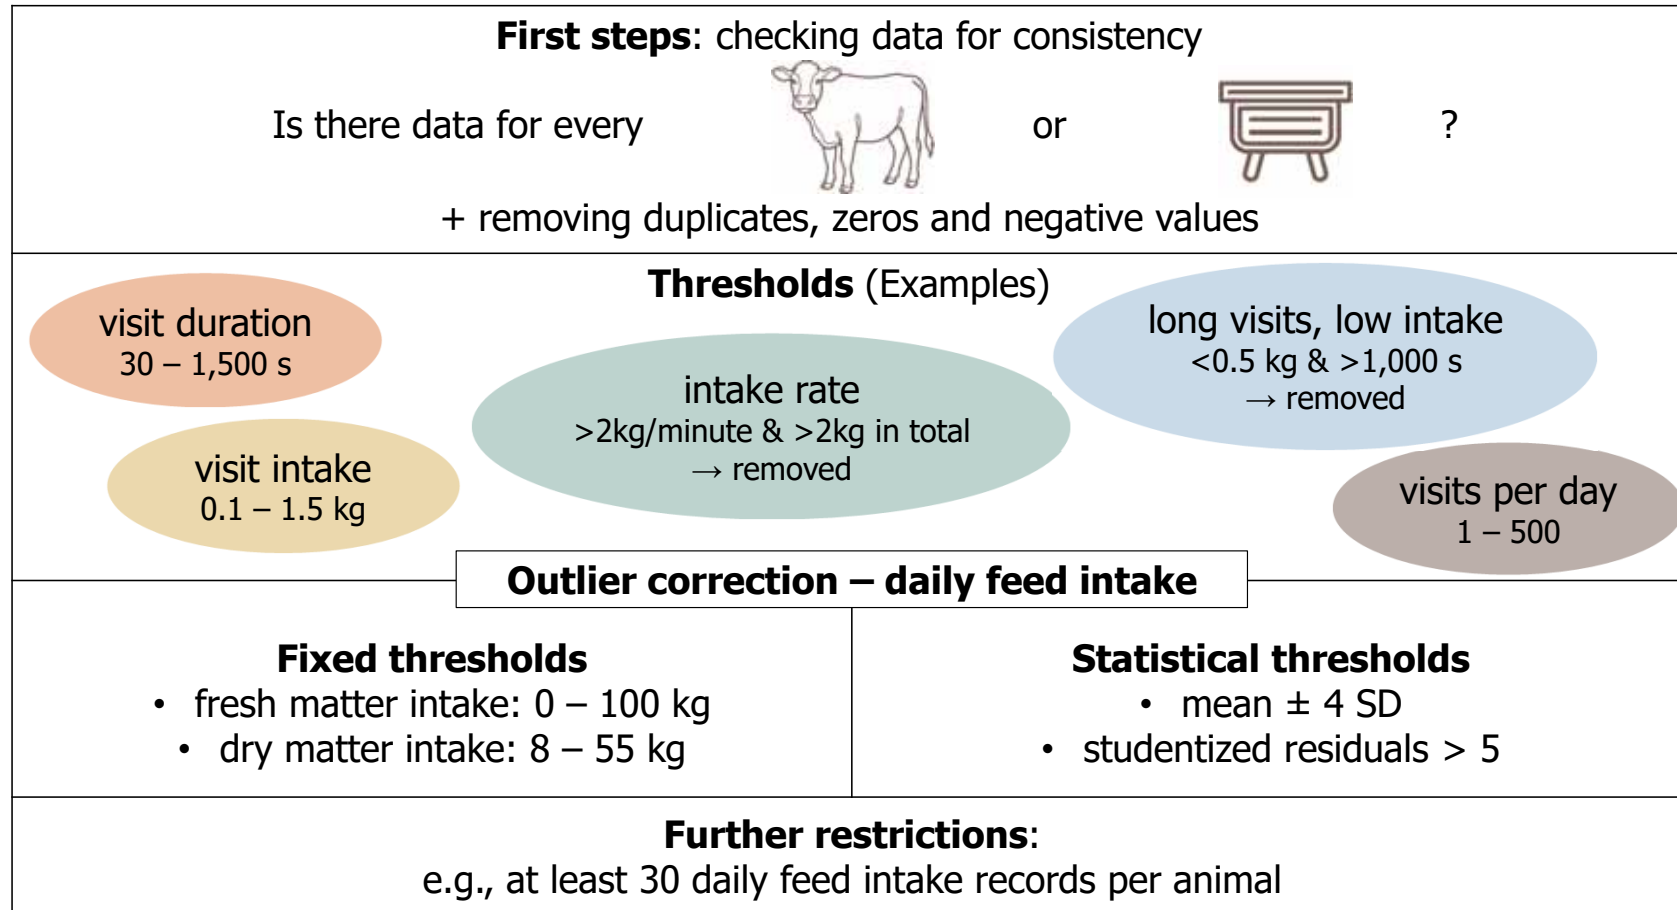 First steps: checking data for consistency
Is there data for every or ?
+ removing duplicates, zeros and negative values
Thresholds (Examples)
visit duration
30 – 1,500 s
visit intake
0.1 – 1.5 kg
intake rate
>2kg/minute & >2kg in total
→ removed
long visits, low intake
<0.5 kg & >1,000 s
→ removed
visits per day
1 – 500
Outlier correction – daily feed intake
Fixed thresholds
• fresh matter intake: 0 – 100 kg
• dry matter intake: 8 – 55 kg
Statistical thresholds
• mean ± 4 SD
• studentized residuals > 5
Further restrictions:
e.g., at least 30 daily feed intake records per animal